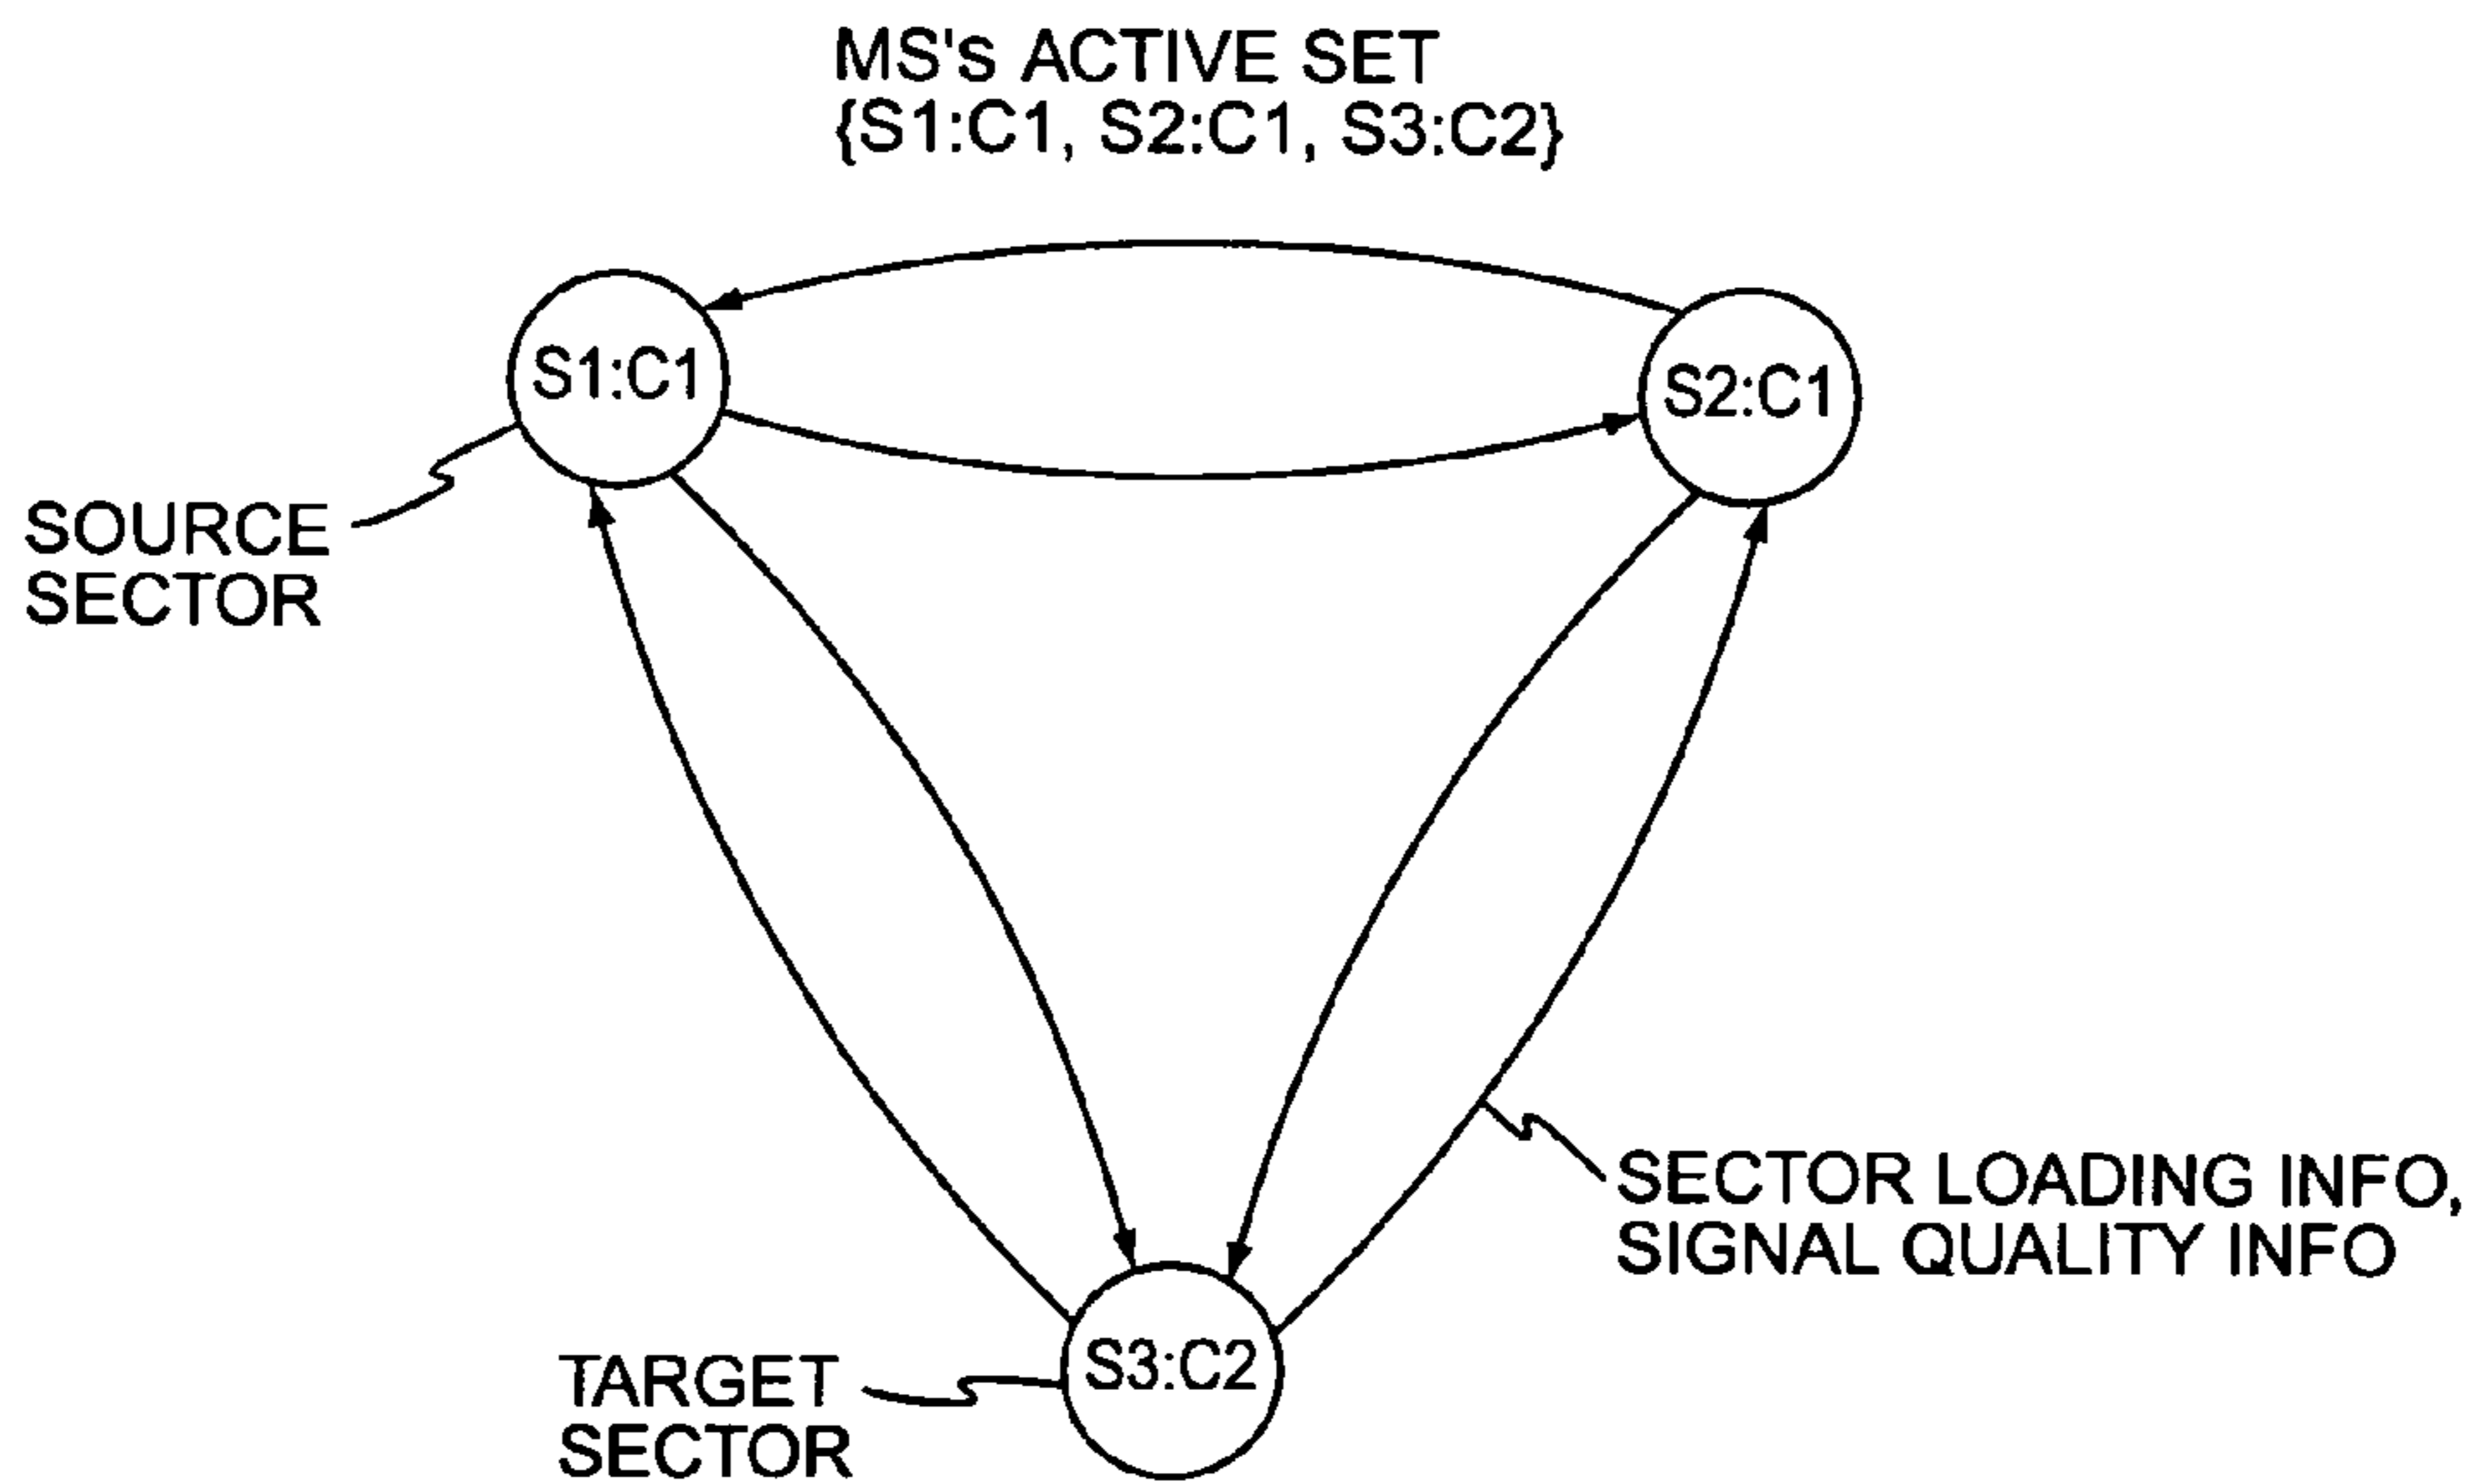 MS's ACTIVE SET
{S1:C1, S2:C1, S3:C2}
S1:C1
S2:C1
SOURCE
SECTOR
SECTOR LOADING INFO,
SIGNAL QUALITY INFO
S3:C2
TARGET
SECTOR